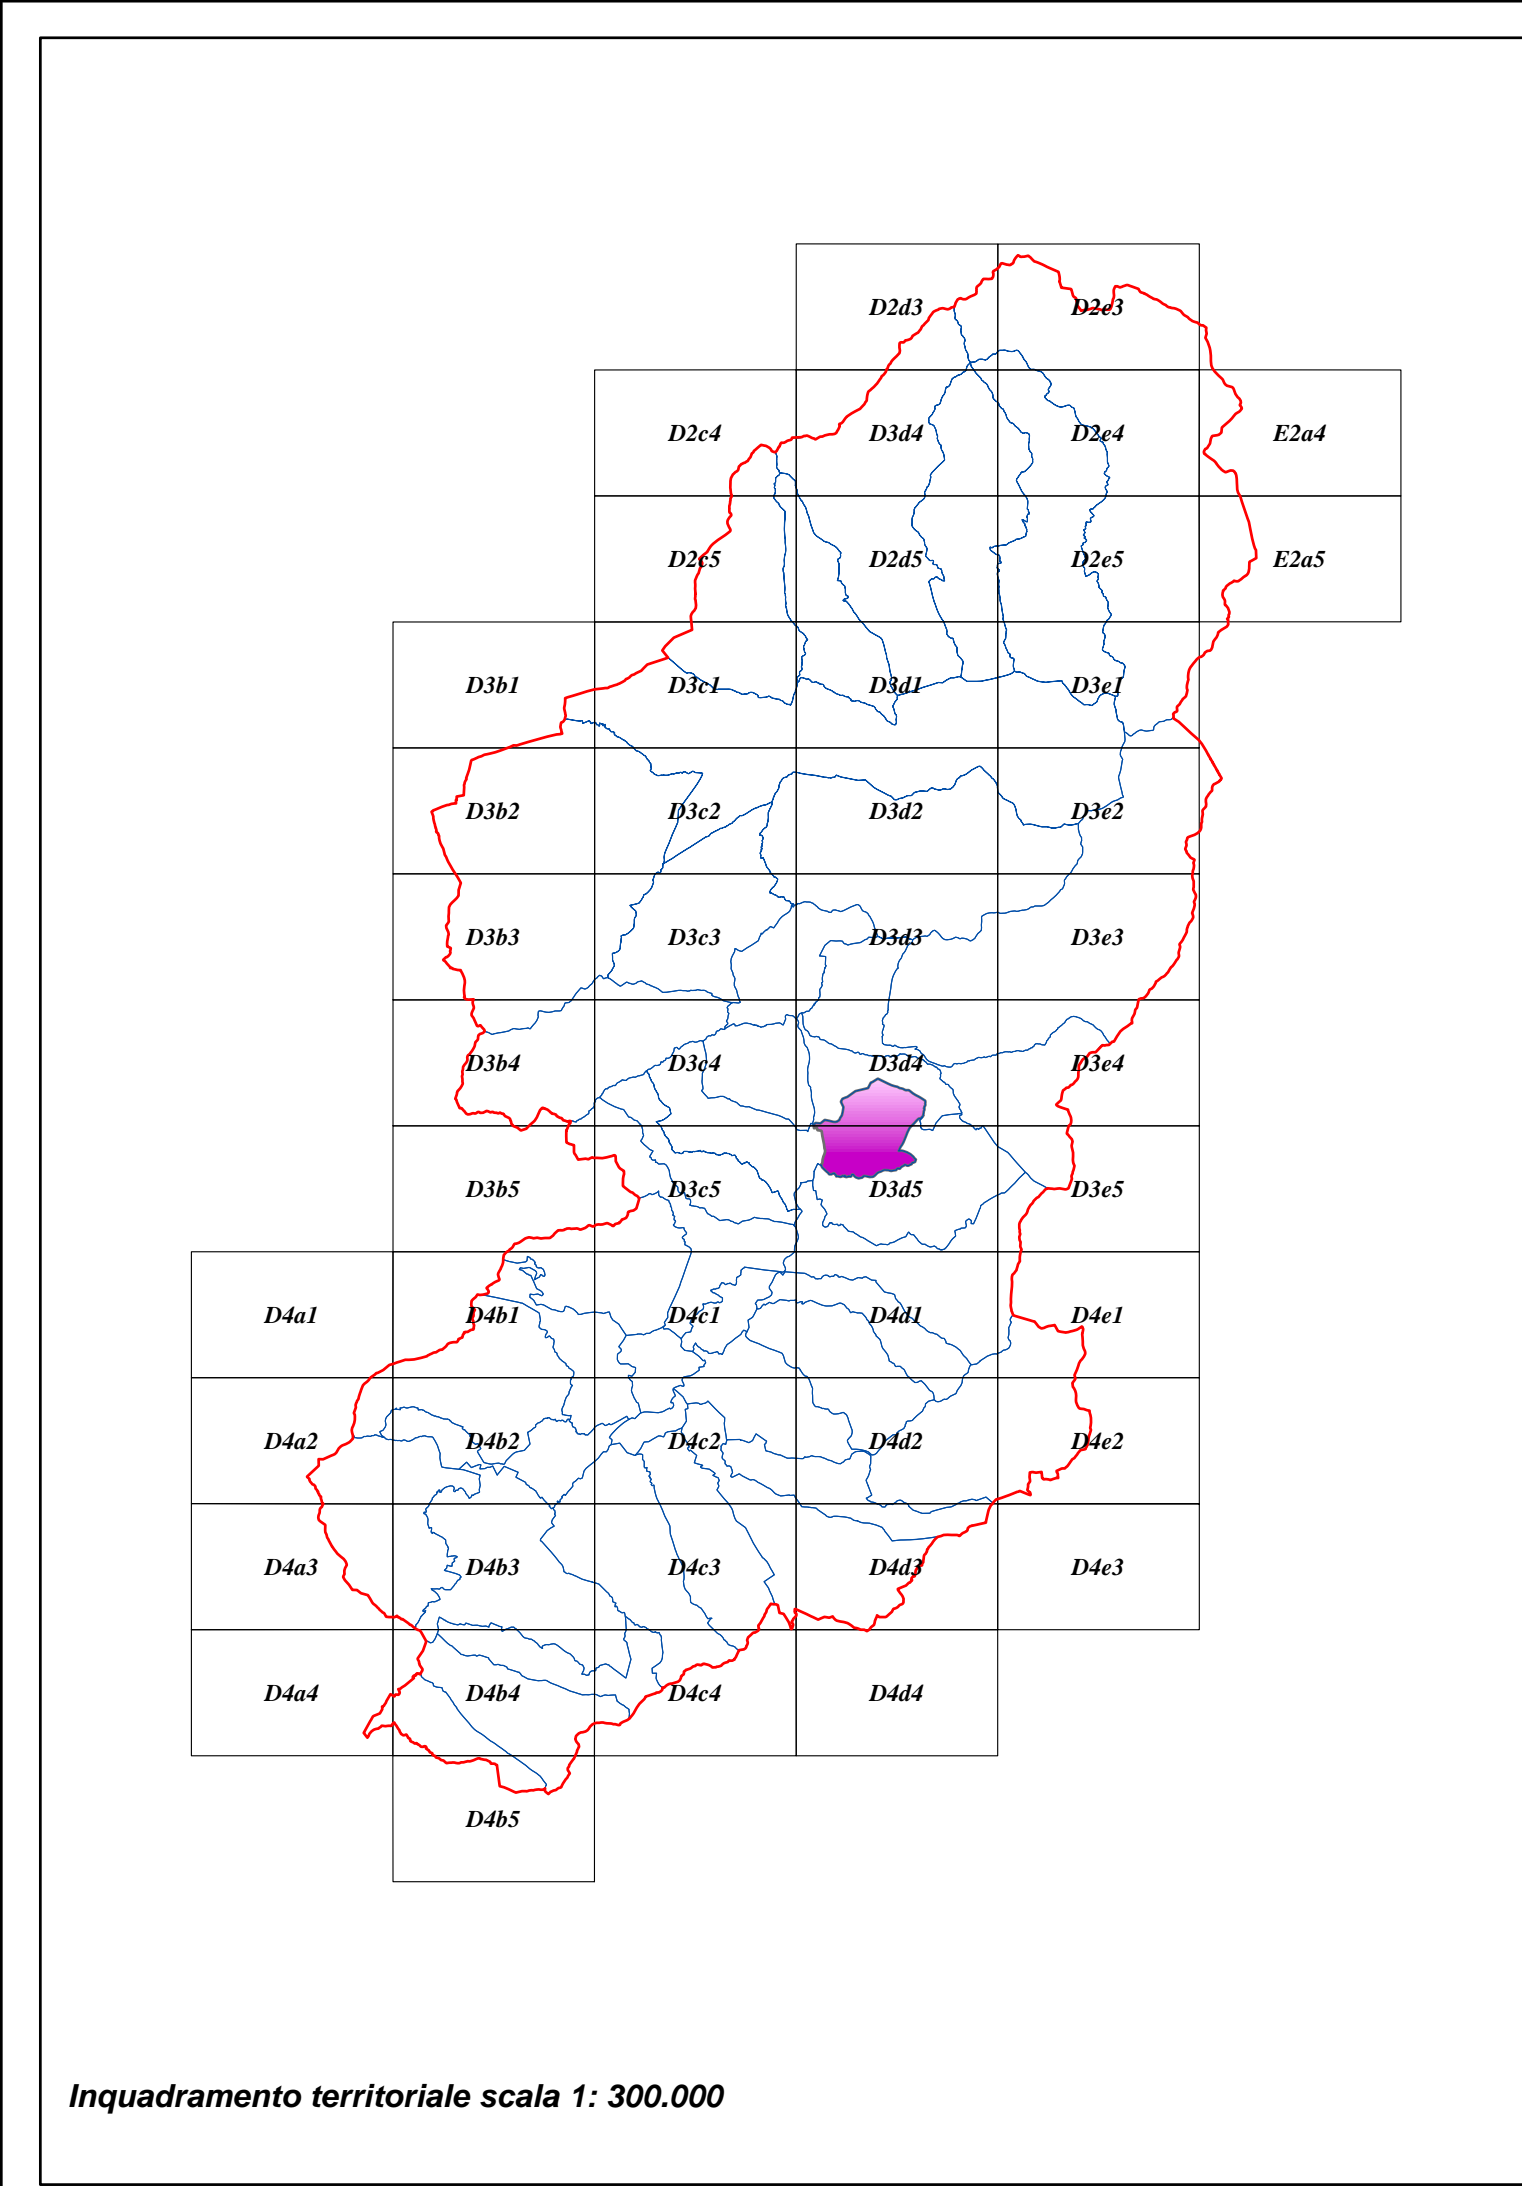 D2d3 D2e3
D2c4 D3d4 D2e4 E2a4
D2c5 D2d5 D2e5 E2a5
D3b1 D3c1 D3d1 D3e1
D3b2 D3c2 D3d2 D3e2
D3b3 D3c3 D3d3 D3e3
D3b4 D3c4 D3d4 D3e4
D3b5 D3c5 D3d5 D3e5
D4a1 D4b1 D4c1 D4d1 D4e1
D4a2 D4b2 D4c2 D4d2 D4e2
D4a3 D4b3 D4c3 D4d3 D4e3
D4a4 D4b4 D4c4 D4d4
D4b5
Inquadramento territoriale scala 1: 300.000